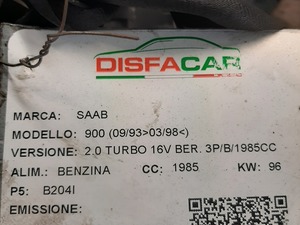 DISFACAR
MARCA: SAAB
MODELLO: 900 (09/93>03/98<)
VERSIONE: 2.0 TURBO 16V BER. 3P/B/1985CC
ALIM.: BENZINA CC: 1985 KW: 96
P5: B204I
EMISSIONE: